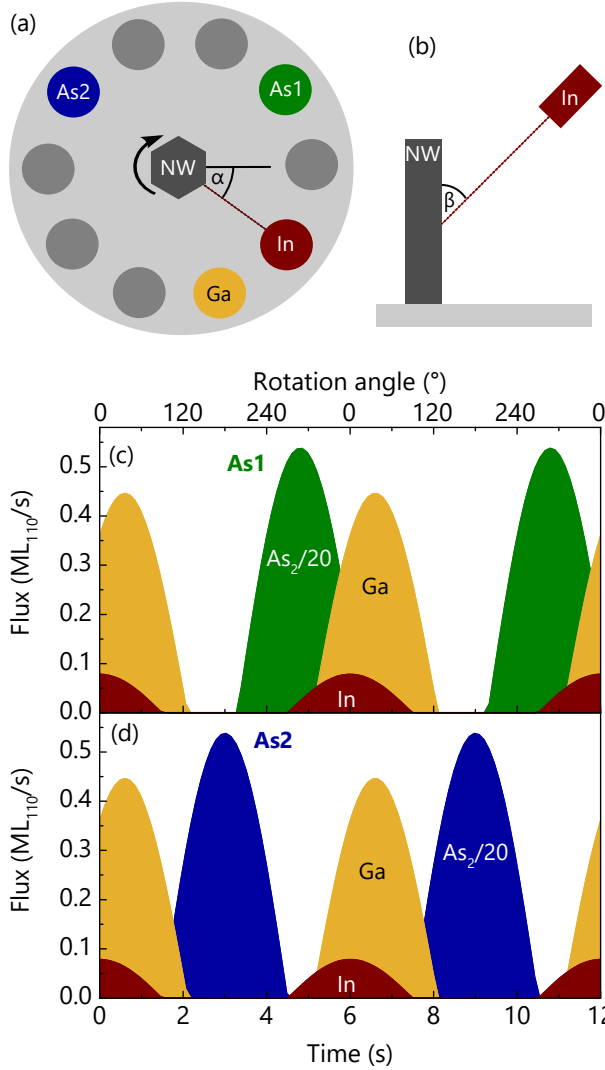 (a)
As2
As1
NW
α
In
Ga
(b)
In
NW
β
Rotation angle (°)
0 120 240 0 120 240 0
(c)
As1
As₂/20
Ga
In
Flux (ML₁₁₀/s)
0.5
0.4
0.3
0.2
0.1
0.0
(d)
As2
As₂/20
Ga
In
Flux (ML₁₁₀/s)
0.5
0.4
0.3
0.2
0.1
0.0
0 2 4 6 8 10 12
Time (s)